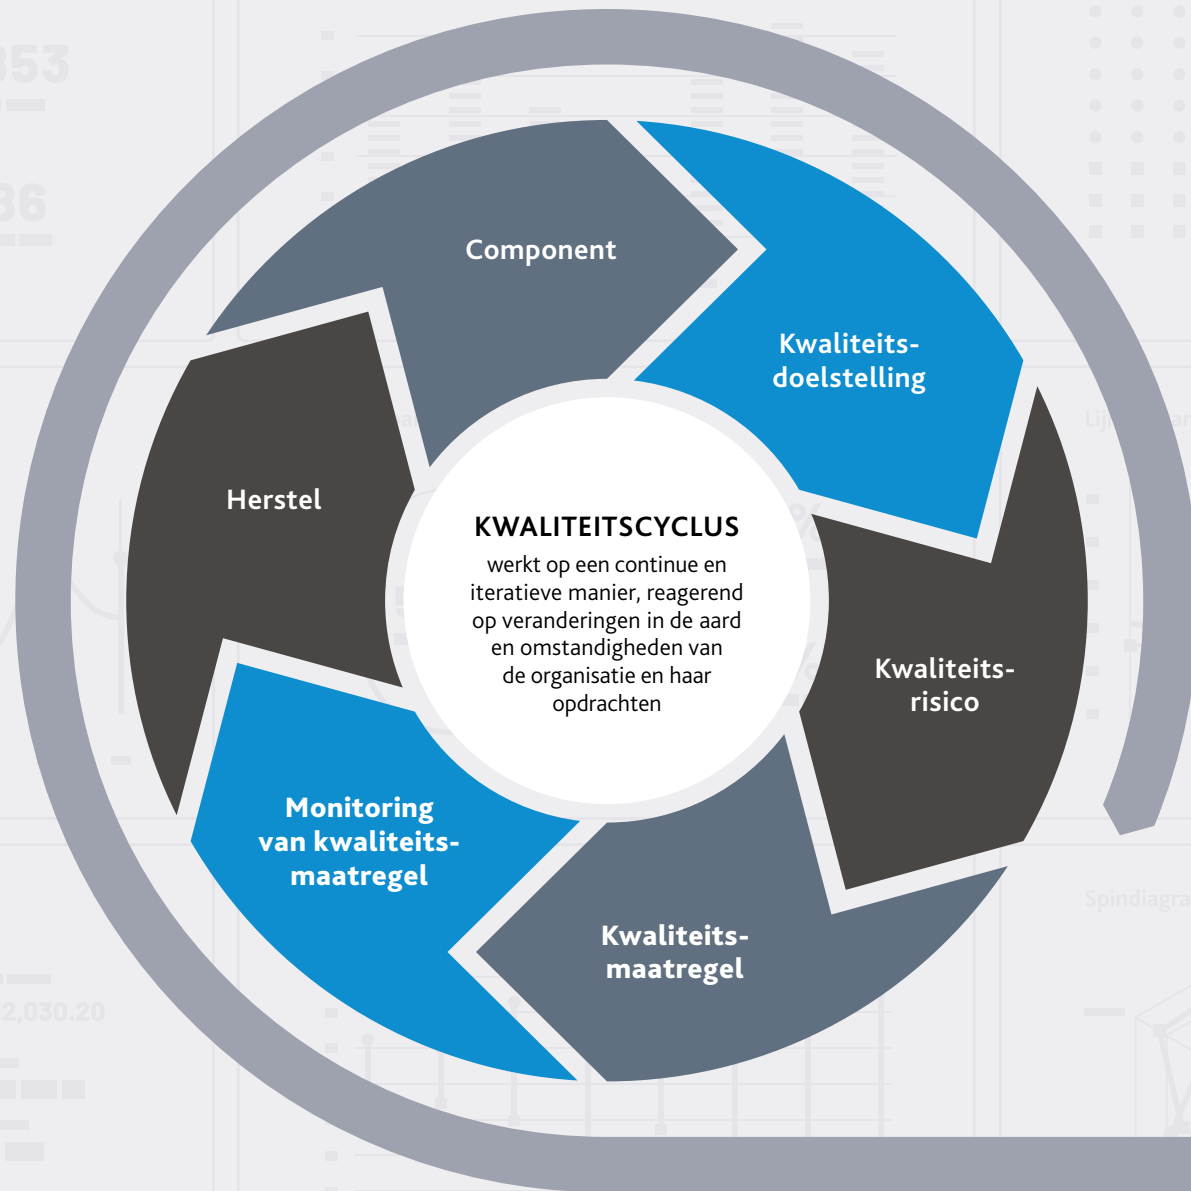 Component
Kwaliteits-
doelstelling
Kwaliteits-
risico
Kwaliteits-
maatregel
Monitoring
van kwaliteits-
maatregel
Herstel
KWALITEITSCYCLUS
werkt op een continue en
iteratieve manier, reagerend
op veranderingen in de aard
en omstandigheden van
de organisatie en haar
opdrachten